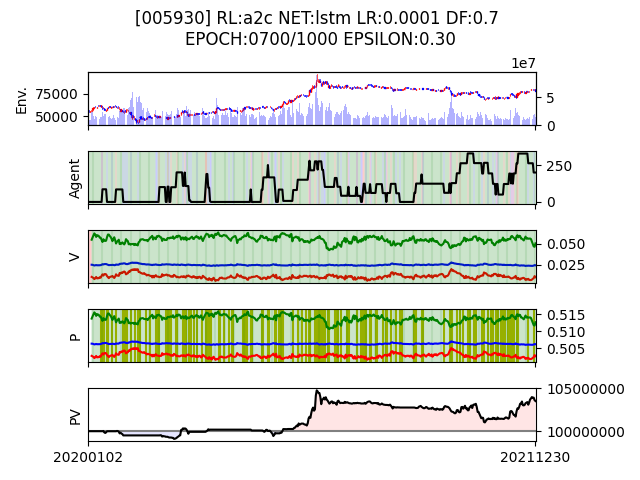 [005930] RL:a2c NET:lstm LR:0.0001 DF:0.7
EPOCH:0700/1000 EPSILON:0.30
1e7
Env.
75000
50000
5
0
Agent
250
0
V
0.050
0.025
P
0.515
0.510
0.505
PV
105000000
100000000
20200102
20211230